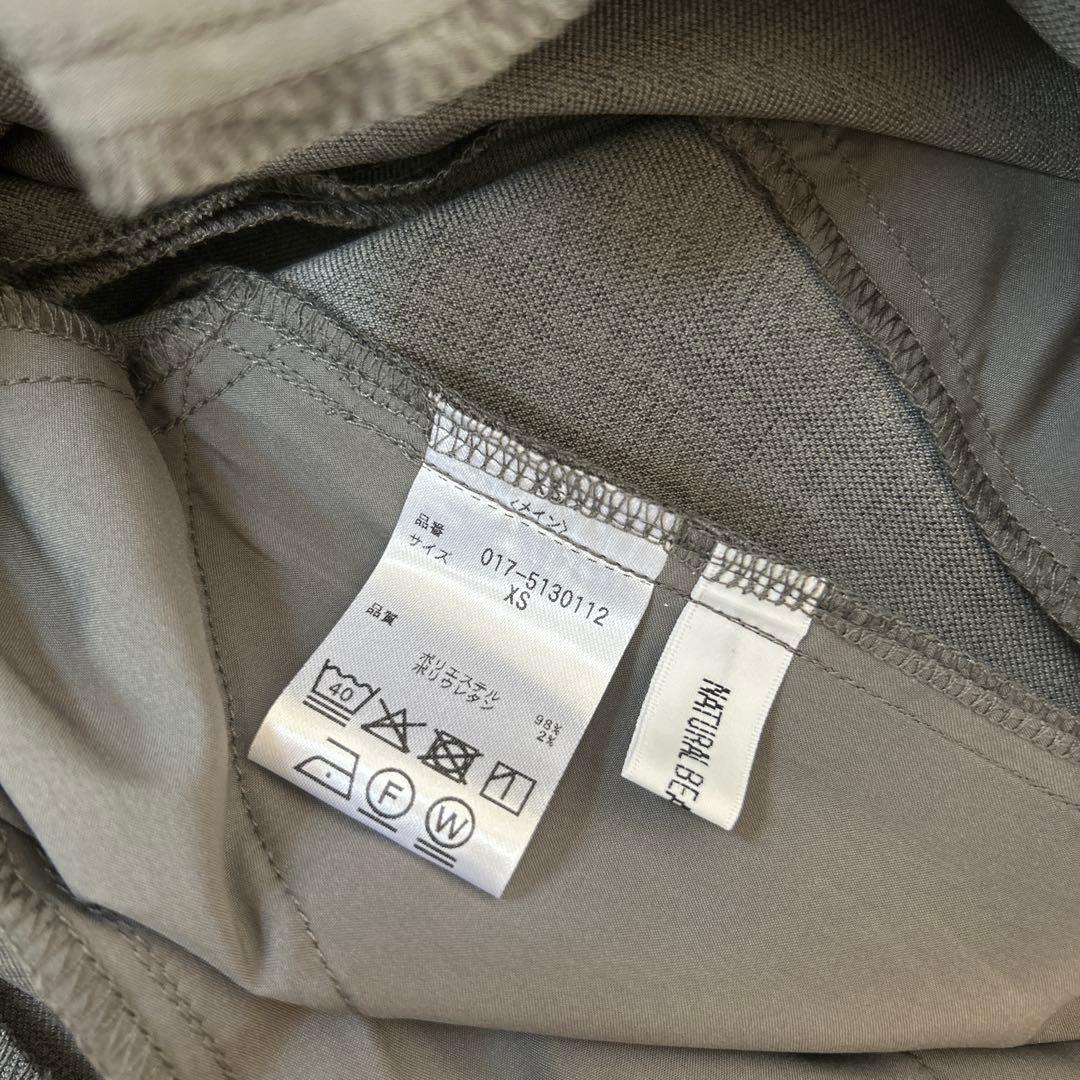 XS
<メイン>
品番 017-5130112
サイズ XS
品質
ポリエステル 98%
ポリウレタン 2%
40
F
W
NATURAL BEA